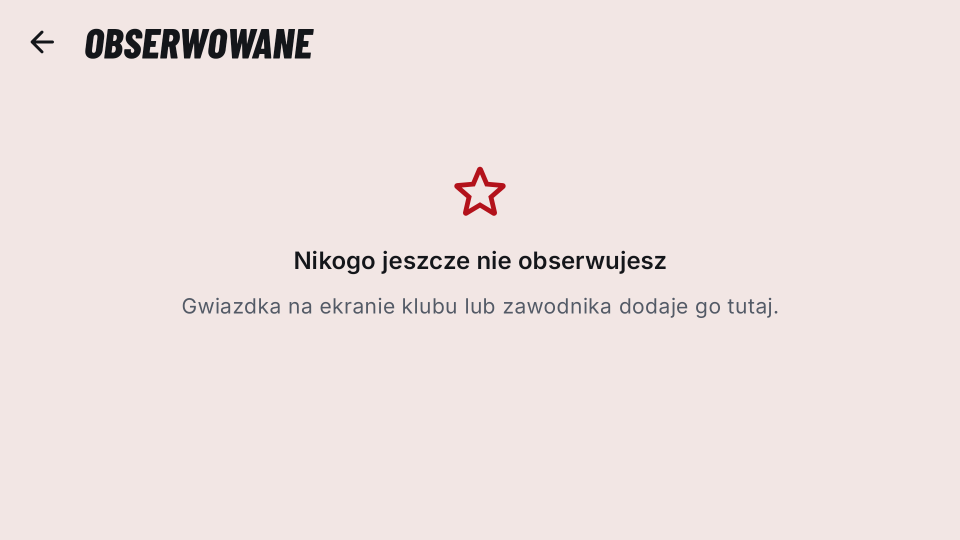 OBSERWOWANE
Nikogo jeszcze nie obserwujesz
Gwiazdka na ekranie klubu lub zawodnika dodaje go tutaj.